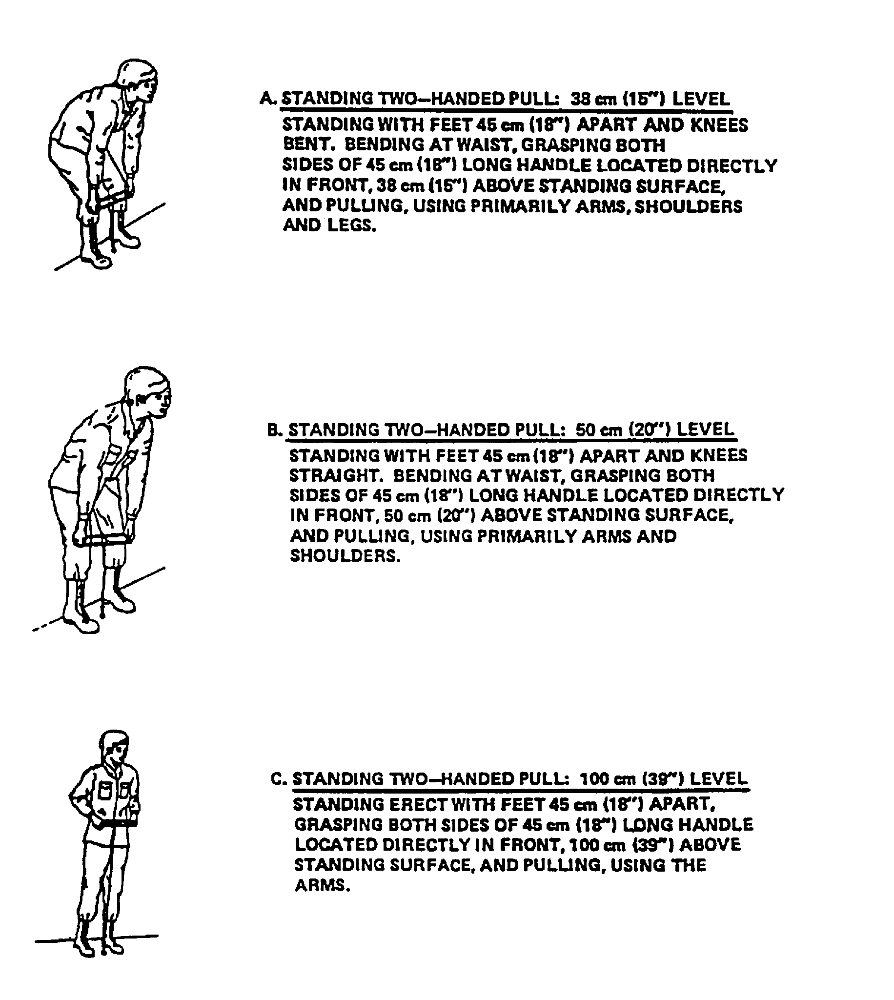 A. STANDING TWO–HANDED PULL: 38 cm (15") LEVEL
STANDING WITH FEET 45 cm (18") APART AND KNEES
BENT. BENDING AT WAIST, GRASPING BOTH
SIDES OF 45 cm (18") LONG HANDLE LOCATED DIRECTLY
IN FRONT, 38 cm (15") ABOVE STANDING SURFACE,
AND PULLING, USING PRIMARILY ARMS, SHOULDERS
AND LEGS.
B. STANDING TWO–HANDED PULL: 50 cm (20") LEVEL
STANDING WITH FEET 45 cm (18") APART AND KNEES
STRAIGHT. BENDING AT WAIST, GRASPING BOTH
SIDES OF 45 cm (18") LONG HANDLE LOCATED DIRECTLY
IN FRONT, 50 cm (20") ABOVE STANDING SURFACE,
AND PULLING, USING PRIMARILY ARMS AND
SHOULDERS.
C. STANDING TWO–HANDED PULL: 100 cm (39") LEVEL
STANDING ERECT WITH FEET 45 cm (18") APART,
GRASPING BOTH SIDES OF 45 cm (18") LONG HANDLE
LOCATED DIRECTLY IN FRONT, 100 cm (39") ABOVE
STANDING SURFACE, AND PULLING, USING THE
ARMS.